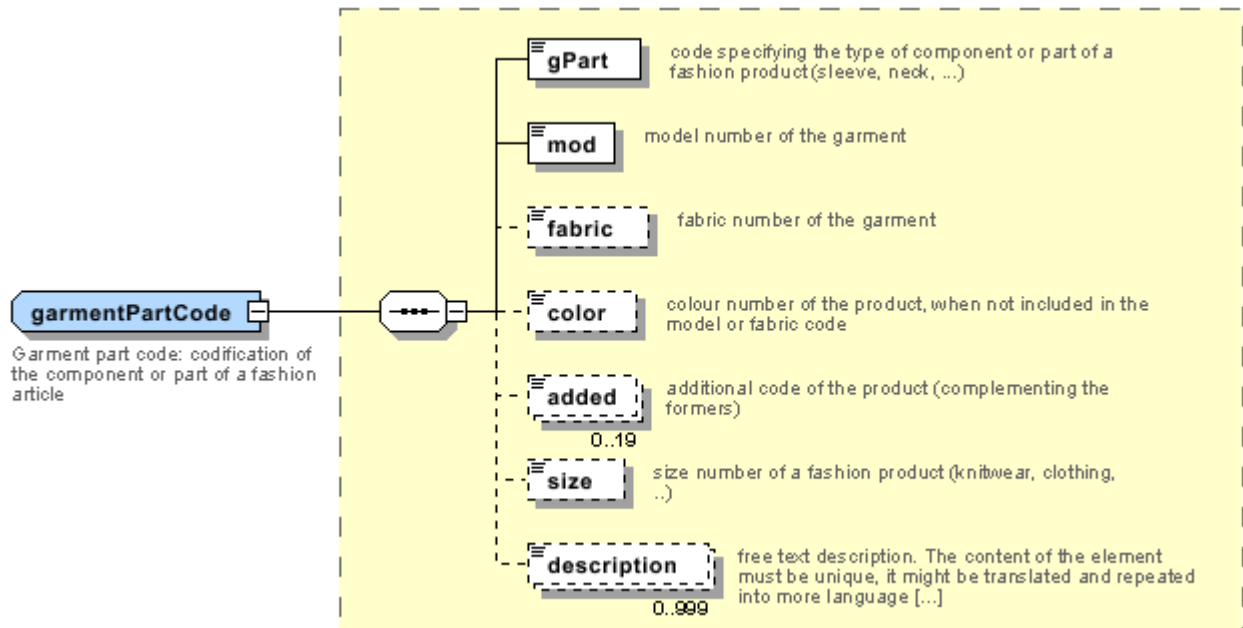 gPart
code specifying the type of component or part of a
fashion product (sleeve, neck, ...)
mod
model number of the garment
fabric
fabric number of the garment
garmentPartCode
Garment part code: codification of
the component or part of a fashion
article
color
colour number of the product, when not included in the
model or fabric code
added
additional code of the product (complementing the
formers)
0..19
size
size number of a fashion product (knitwear, clothing,
..)
description
free text description. The content of the element
must be unique, it might be translated and repeated
into more language [...]
0..999